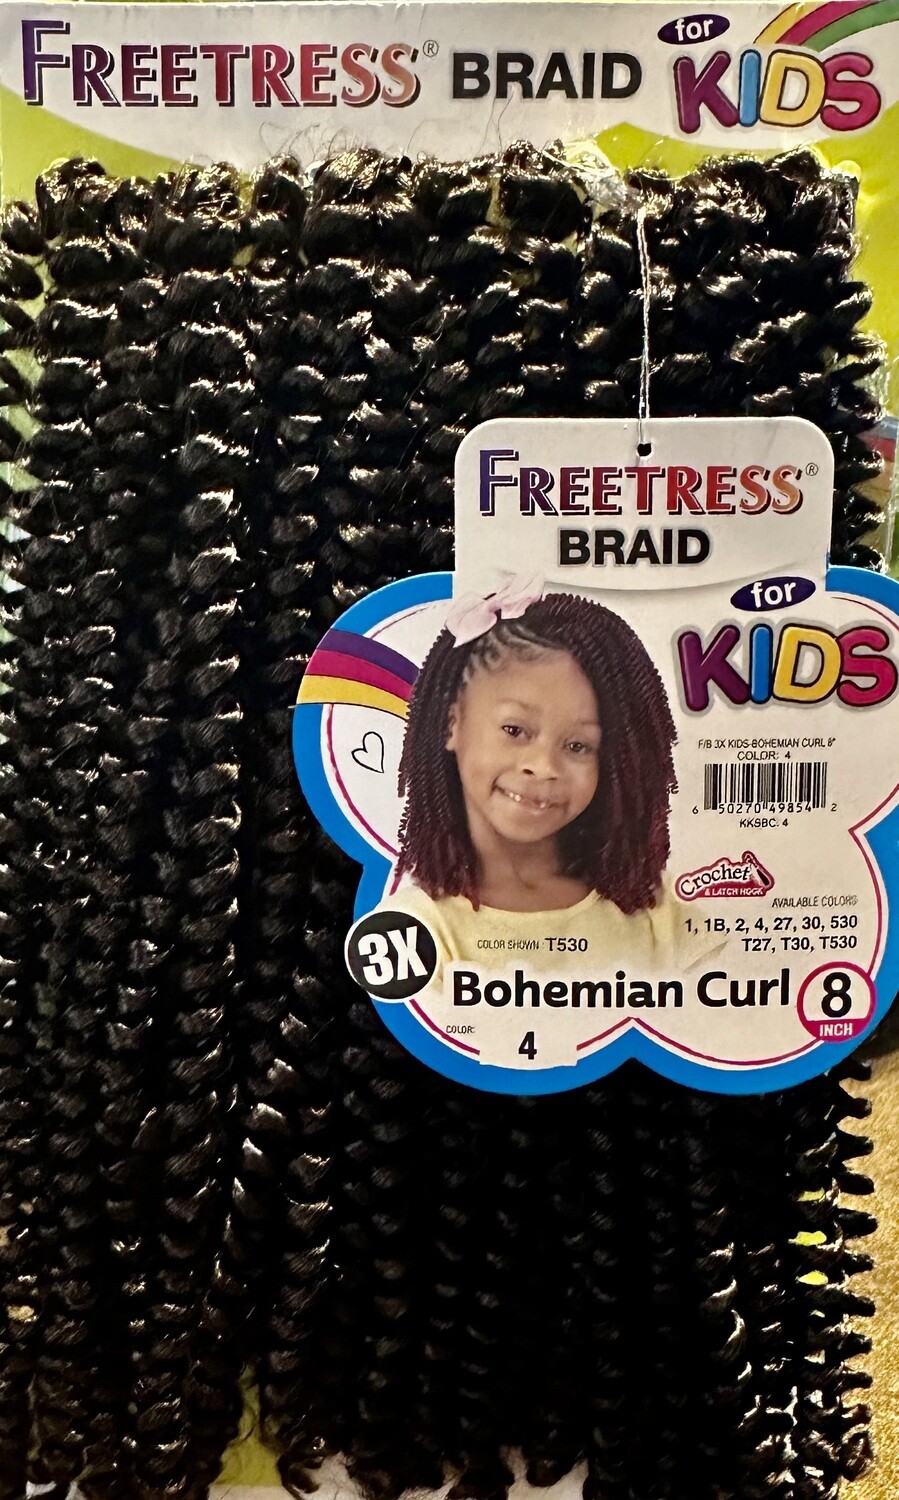 FREETRESS® BRAID for KIDS
FREETRESS®
BRAID
for
KIDS
F/B 3X KIDS-BOHEMIAN CURL 8"
COLOR: 4
6 50270 49854 2
KKSBC. 4
Crochet
& LATCH HOOK
AVAILABLE COLORS
1, 1B, 2, 4, 27, 30, 530
T27, T30, T530
COLOR SHOWN : T530
3X
Bohemian Curl 8
INCH
COLOR:
4